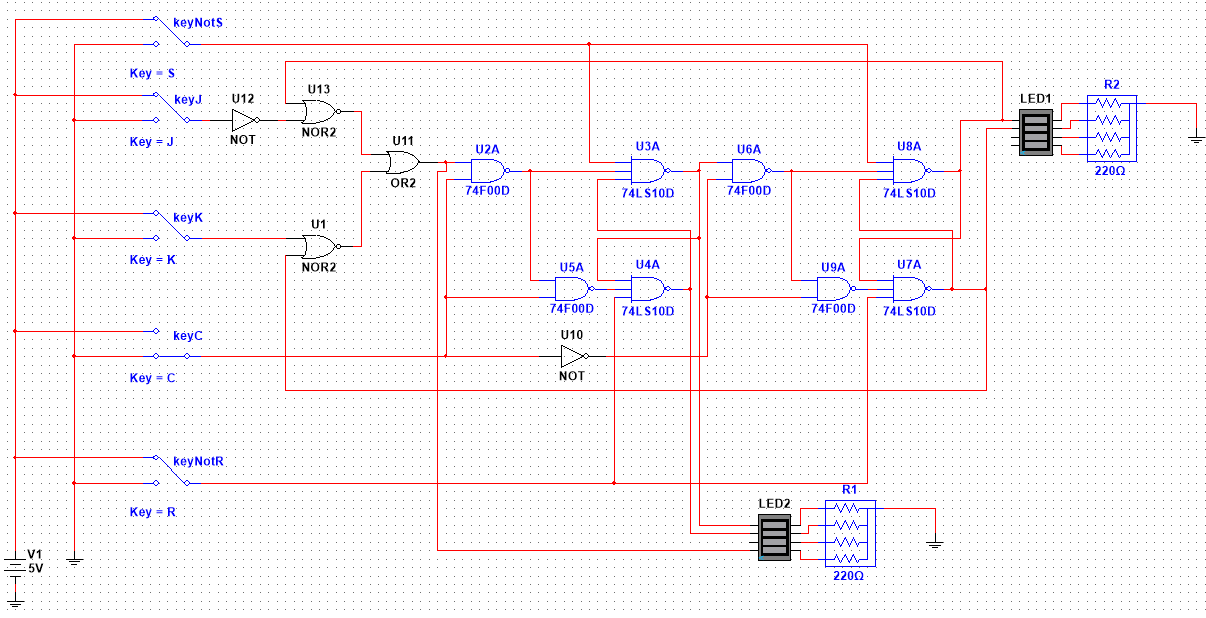 keyNotS
Key = S
keyJ
Key = J
U12
NOT
U13
NOR2
U11
OR2
keyK
Key = K
U1
NOR2
U2A
74F00D
U3A
74LS10D
U6A
74F00D
U8A
74LS10D
LED1
R2
220Ω
U5A
74F00D
U4A
74LS10D
U9A
74F00D
U7A
74LS10D
keyC
Key = C
U10
NOT
keyNotR
Key = R
LED2
R1
220Ω
V1
5V